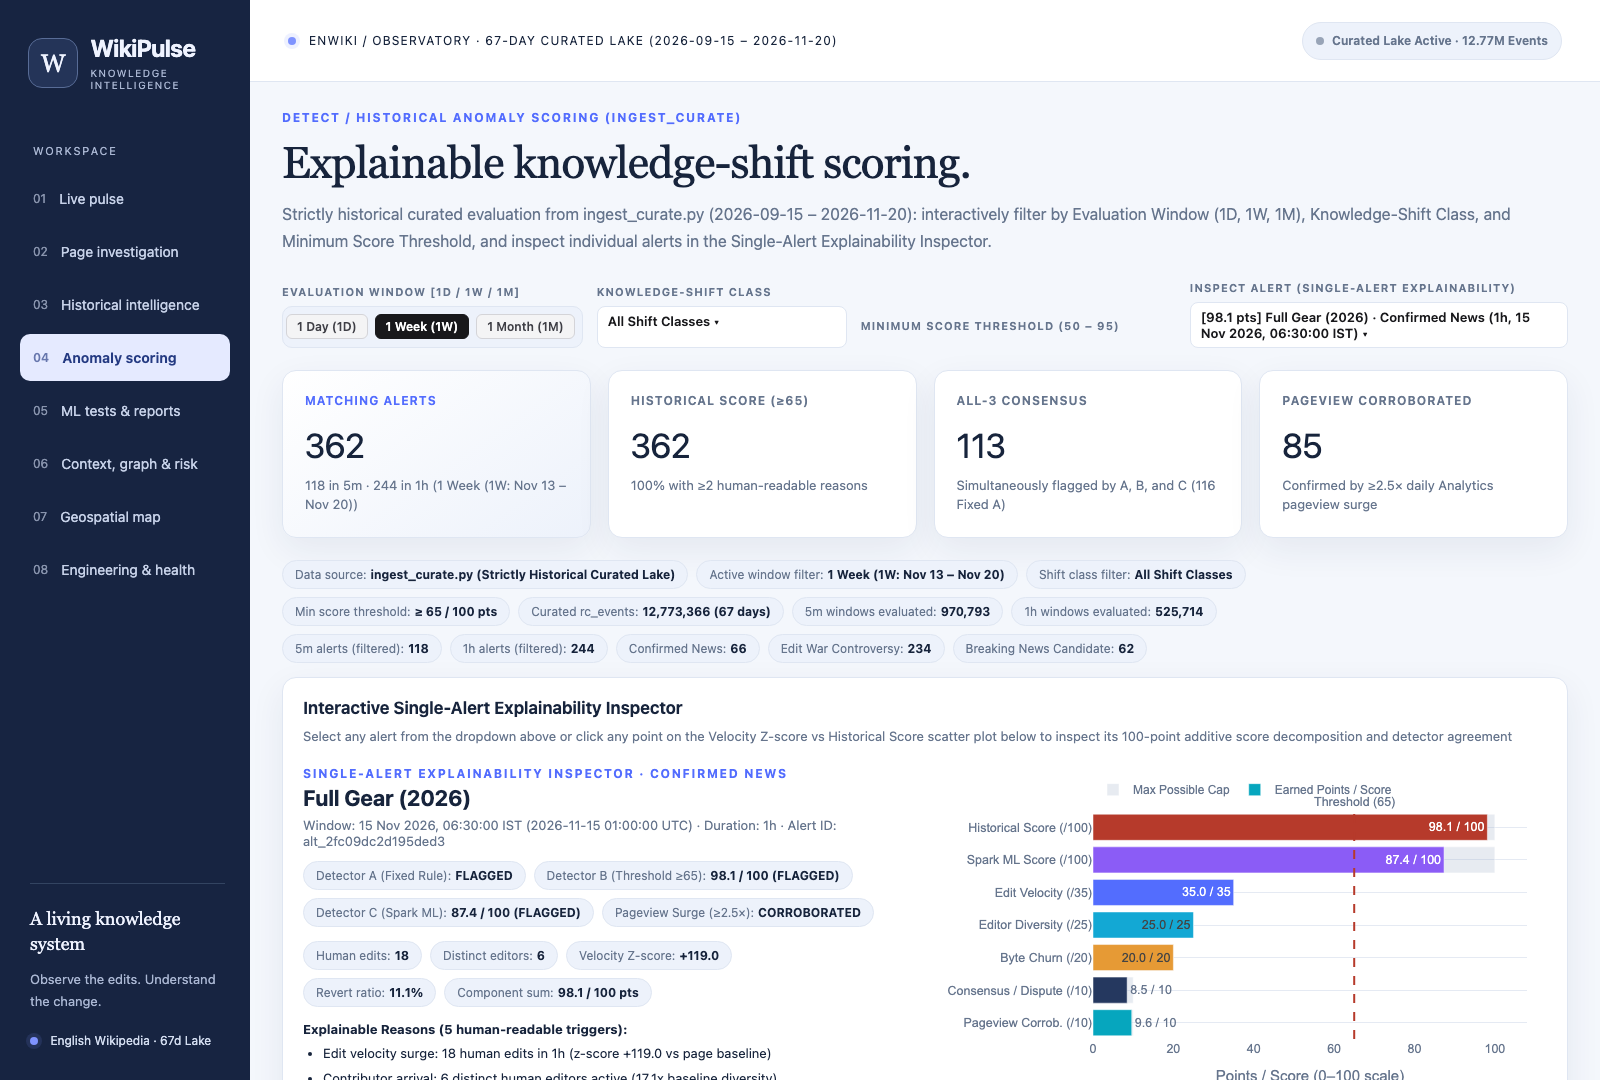 W
WikiPulse
KNOWLEDGE
INTELLIGENCE
WORKSPACE
01 Live pulse
02 Page investigation
03 Historical intelligence
04 Anomaly scoring
05 ML tests & reports
06 Context, graph & risk
07 Geospatial map
08 Engineering & health
A living knowledge
system
Observe the edits. Understand
the change.
English Wikipedia · 67d Lake
ENWIKI / OBSERVATORY · 67-DAY CURATED LAKE (2026-09-15 – 2026-11-20)
Curated Lake Active · 12.77M Events
DETECT / HISTORICAL ANOMALY SCORING (INGEST_CURATE)
Explainable knowledge-shift scoring.
Strictly historical curated evaluation from ingest_curate.py (2026-09-15 – 2026-11-20): interactively filter by Evaluation Window (1D, 1W, 1M), Knowledge-Shift Class, and
Minimum Score Threshold, and inspect individual alerts in the Single-Alert Explainability Inspector.
EVALUATION WINDOW [1D / 1W / 1M]
1 Day (1D) 1 Week (1W) 1 Month (1M)
KNOWLEDGE-SHIFT CLASS
All Shift Classes ▾
MINIMUM SCORE THRESHOLD (50 – 95)
INSPECT ALERT (SINGLE-ALERT EXPLAINABILITY)
[98.1 pts] Full Gear (2026) · Confirmed News (1h, 15
Nov 2026, 06:30:00 IST) ▾
MATCHING ALERTS
362
118 in 5m · 244 in 1h (1 Week (1W: Nov 13 –
Nov 20))
HISTORICAL SCORE (≥65)
362
100% with ≥2 human-readable reasons
ALL-3 CONSENSUS
113
Simultaneously flagged by A, B, and C (116
Fixed A)
PAGEVIEW CORROBORATED
85
Confirmed by ≥2.5× daily Analytics
pageview surge
Data source: ingest_curate.py (Strictly Historical Curated Lake) Active window filter: 1 Week (1W: Nov 13 – Nov 20) Shift class filter: All Shift Classes
Min score threshold: ≥ 65 / 100 pts Curated rc_events: 12,773,366 (67 days) 5m windows evaluated: 970,793 1h windows evaluated: 525,714
5m alerts (filtered): 118 1h alerts (filtered): 244 Confirmed News: 66 Edit War Controversy: 234 Breaking News Candidate: 62
Interactive Single-Alert Explainability Inspector
Select any alert from the dropdown above or click any point on the Velocity Z-score vs Historical Score scatter plot below to inspect its 100-point additive score decomposition and detector agreement
SINGLE-ALERT EXPLAINABILITY INSPECTOR · CONFIRMED NEWS
Full Gear (2026)
Window: 15 Nov 2026, 06:30:00 IST (2026-11-15 01:00:00 UTC) · Duration: 1h · Alert ID:
alt_2fc09dc2d195ded3
Detector A (Fixed Rule): FLAGGED Detector B (Threshold ≥65): 98.1 / 100 (FLAGGED)
Detector C (Spark ML): 87.4 / 100 (FLAGGED) Pageview Surge (≥2.5×): CORROBORATED
Human edits: 18 Distinct editors: 6 Velocity Z-score: +119.0
Revert ratio: 11.1% Component sum: 98.1 / 100 pts
Explainable Reasons (5 human-readable triggers):
• Edit velocity surge: 18 human edits in 1h (z-score +119.0 vs page baseline)
• Contributor arrival: 6 distinct human editors active (17.1x baseline diversity)
Max Possible Cap Earned Points / Score
Threshold (65)
Historical Score (/100) 98.1 / 100
Spark ML Score (/100) 87.4 / 100
Edit Velocity (/35) 35.0 / 35
Editor Diversity (/25) 25.0 / 25
Byte Churn (/20) 20.0 / 20
Consensus / Dispute (/10) 8.5 / 10
Pageview Corrob. (/10) 9.6 / 10
0 20 40 60 80 100
Points / Score (0–100 scale)